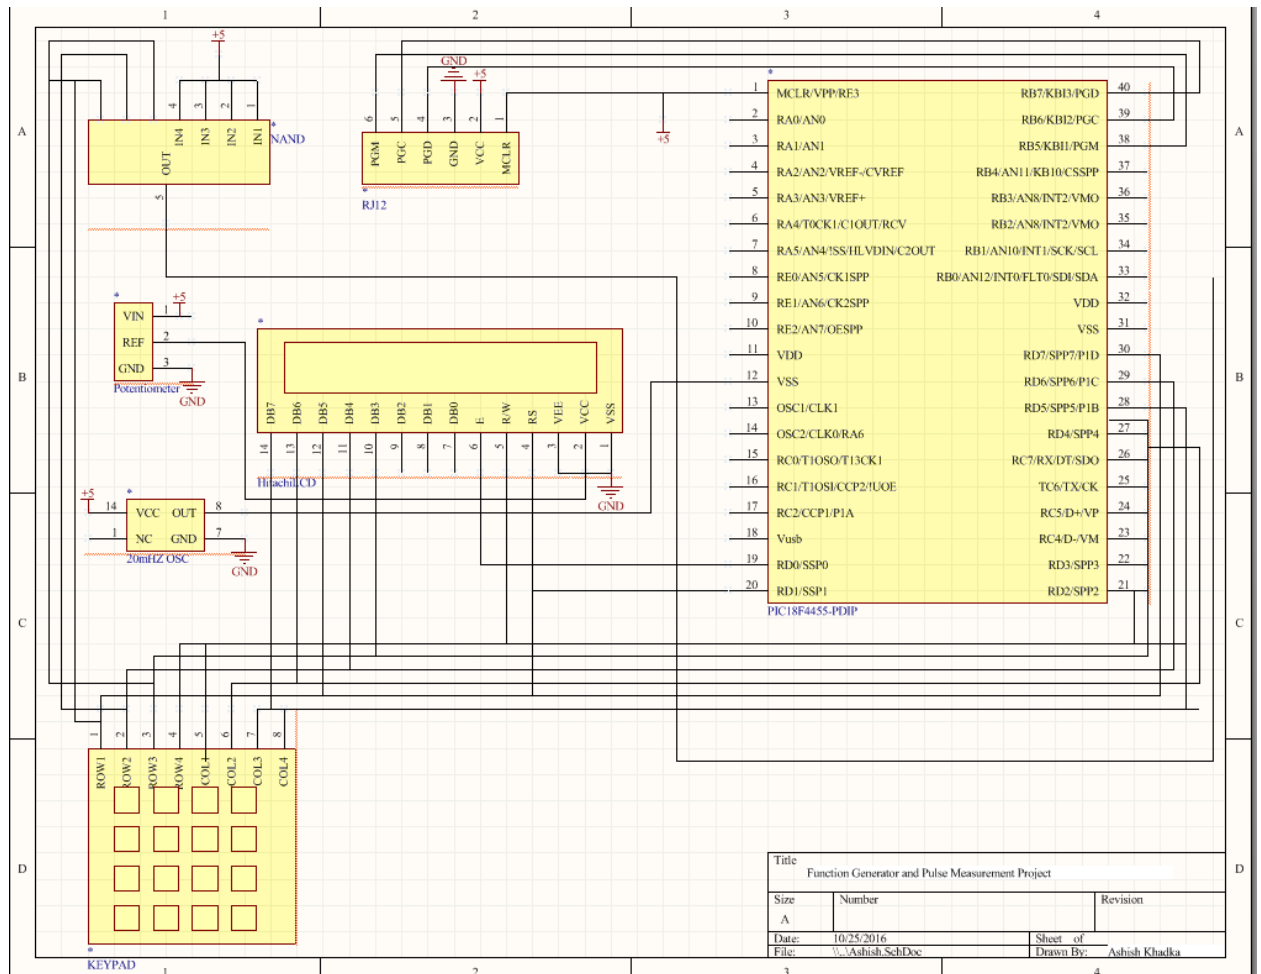 1 2 3 4
A
B
C
D
A
B
C
D
+5
4 3 2 1
IN4 IN3 IN2 IN1
OUT
5
* NAND
GND
+5
6 5 4 3 2 1
PGM PGC PGD GND VCC MCLR
*
RJ12
+5
*
1 MCLR/VPP/RE3 RB7/KBI3/PGD 40
2 RA0/AN0 RB6/KBI2/PGC 39
3 RA1/AN1 RB5/KBI1/PGM 38
4 RA2/AN2/VREF-/CVREF RB4/AN11/KB10/CSSPP 37
5 RA3/AN3/VREF+ RB3/AN8/INT2/VMO 36
6 RA4/T0CK1/C1OUT/RCV RB2/AN8/INT2/VMO 35
7 RA5/AN4/!SS/HLVDIN/C2OUT RB1/AN10/INT1/SCK/SCL 34
8 RE0/AN5/CK1SPP RB0/AN12/INT0/FLT0/SDI/SDA 33
9 RE1/AN6/CK2SPP VDD 32
10 RE2/AN7/OESPP VSS 31
11 VDD RD7/SPP7/P1D 30
12 VSS RD6/SPP6/P1C 29
13 OSC1/CLK1 RD5/SPP5/P1B 28
14 OSC2/CLK0/RA6 RD4/SPP4 27
15 RC0/T1OSO/T13CK1 RC7/RX/DT/SDO 26
16 RC1/T1OSI/CCP2/!UOE TC6/TX/CK 25
17 RC2/CCP1/P1A RC5/D+/VP 24
18 Vusb RC4/D-/VM 23
19 RD0/SSP0 RD3/SPP3 22
20 RD1/SSP1 RD2/SPP2 21
PIC18F4455-PDIP
*
+5
VIN 1
REF 2
GND 3
Potentiometer
GND
*
DB7 DB6 DB5 DB4 DB3 DB2 DB1 DB0 E R/W RS VEE VCC VSS
14 13 12 11 10 9 8 7 6 5 4 3 2 1
HitachiLCD
GND
+5
*
14 VCC OUT 8
1 NC GND 7
20mHZ OSC
GND
1 2 3 4 5 6 7 8
ROW1 ROW2 ROW3 ROW4 COL1 COL2 COL3 COL4
*
KEYPAD
Title
Function Generator and Pulse Measurement Project
Size Number Revision
A
Date: 10/25/2016 Sheet of
File: \\..\Ashish.SchDoc Drawn By: Ashish Khadka
1 2 3 4